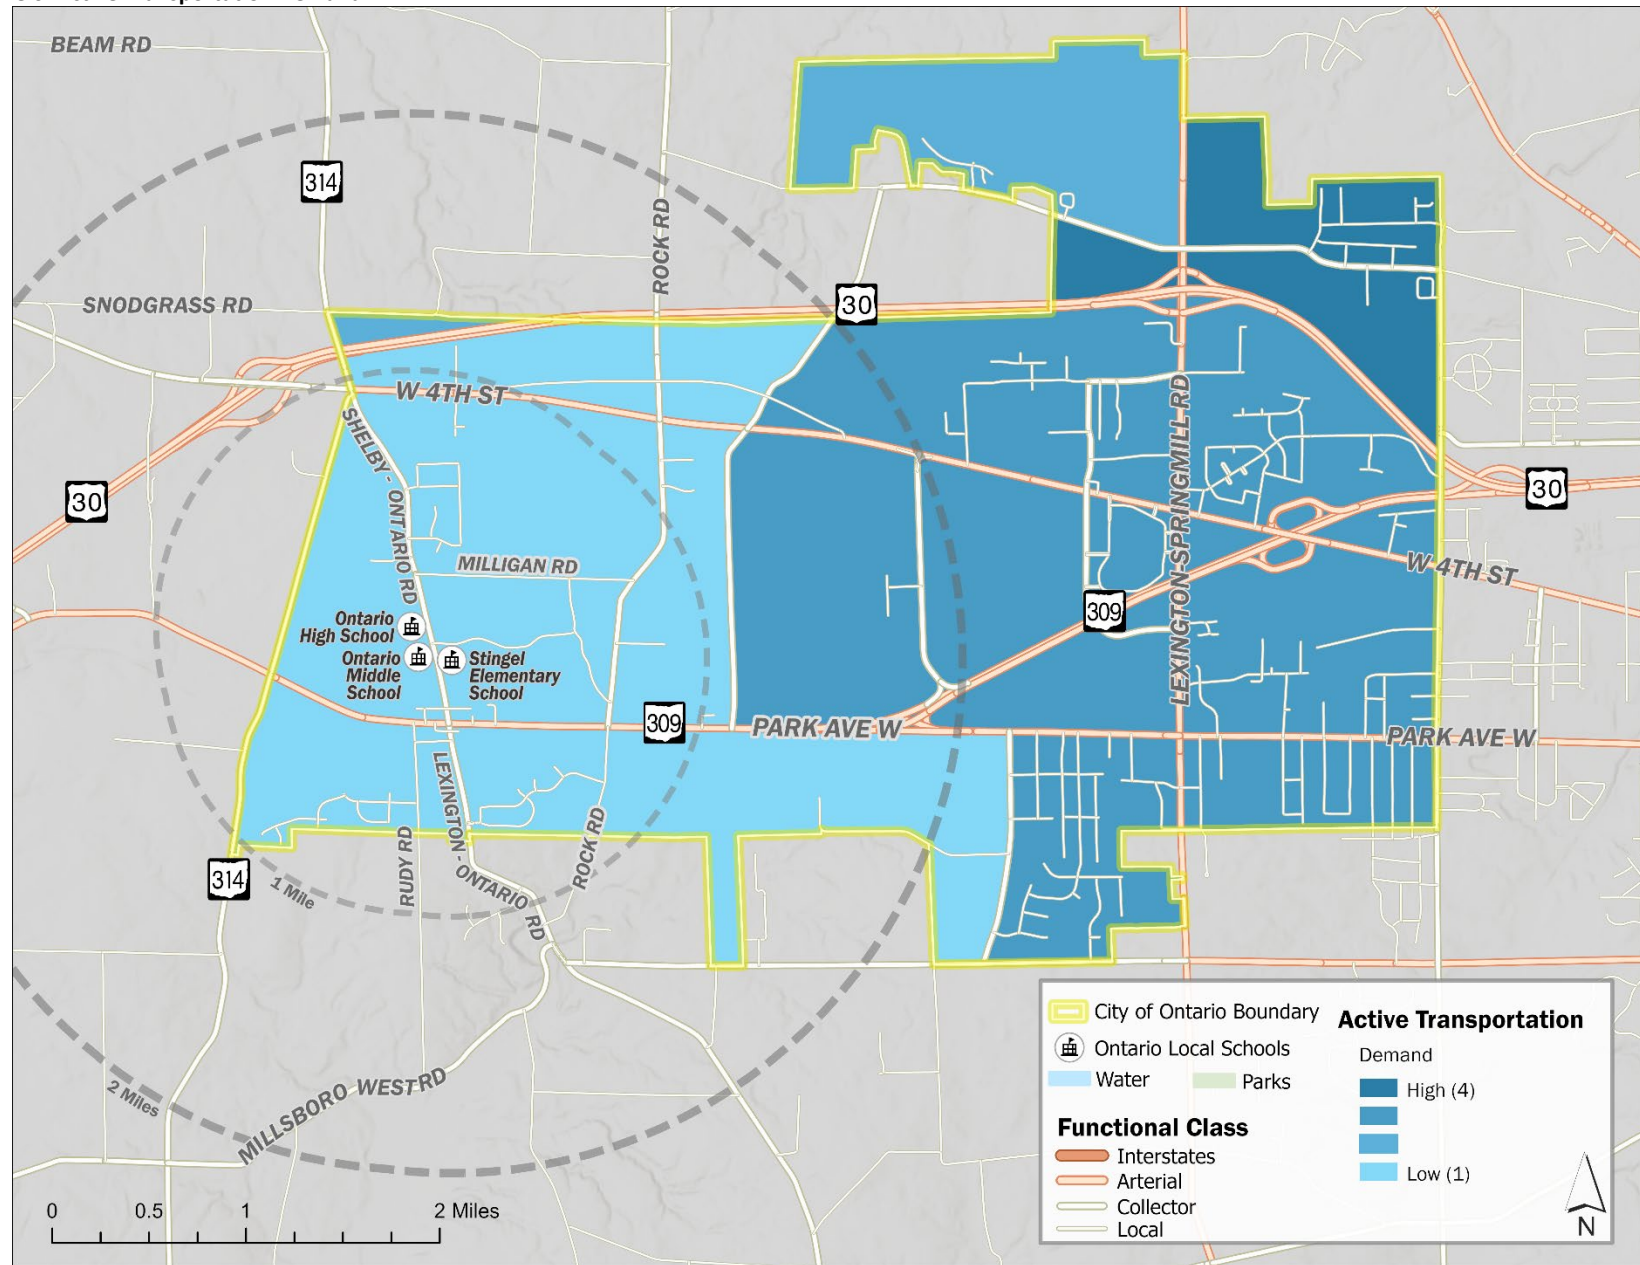 BEAM RD
314
ROCK RD
SNODGRASS RD
30
W 4TH ST
SHELBY - ONTARIO RD
30
30
LEXINGTON-SPRINGMILL RD
W 4TH ST
MILLIGAN RD
309
Ontario
High School
Ontario
Middle
School
Stingel
Elementary
School
309
PARK AVE W
PARK AVE W
LEXINGTON - ONTARIO RD
RUDY RD
ROCK RD
314
1 Mile
2 Miles
MILLSBORO WEST RD
0 0.5 1 2 Miles
City of Ontario Boundary
Ontario Local Schools
Water
Parks
Functional Class
Interstates
Arterial
Collector
Local
Active Transportation
Demand
High (4)
Low (1)
N